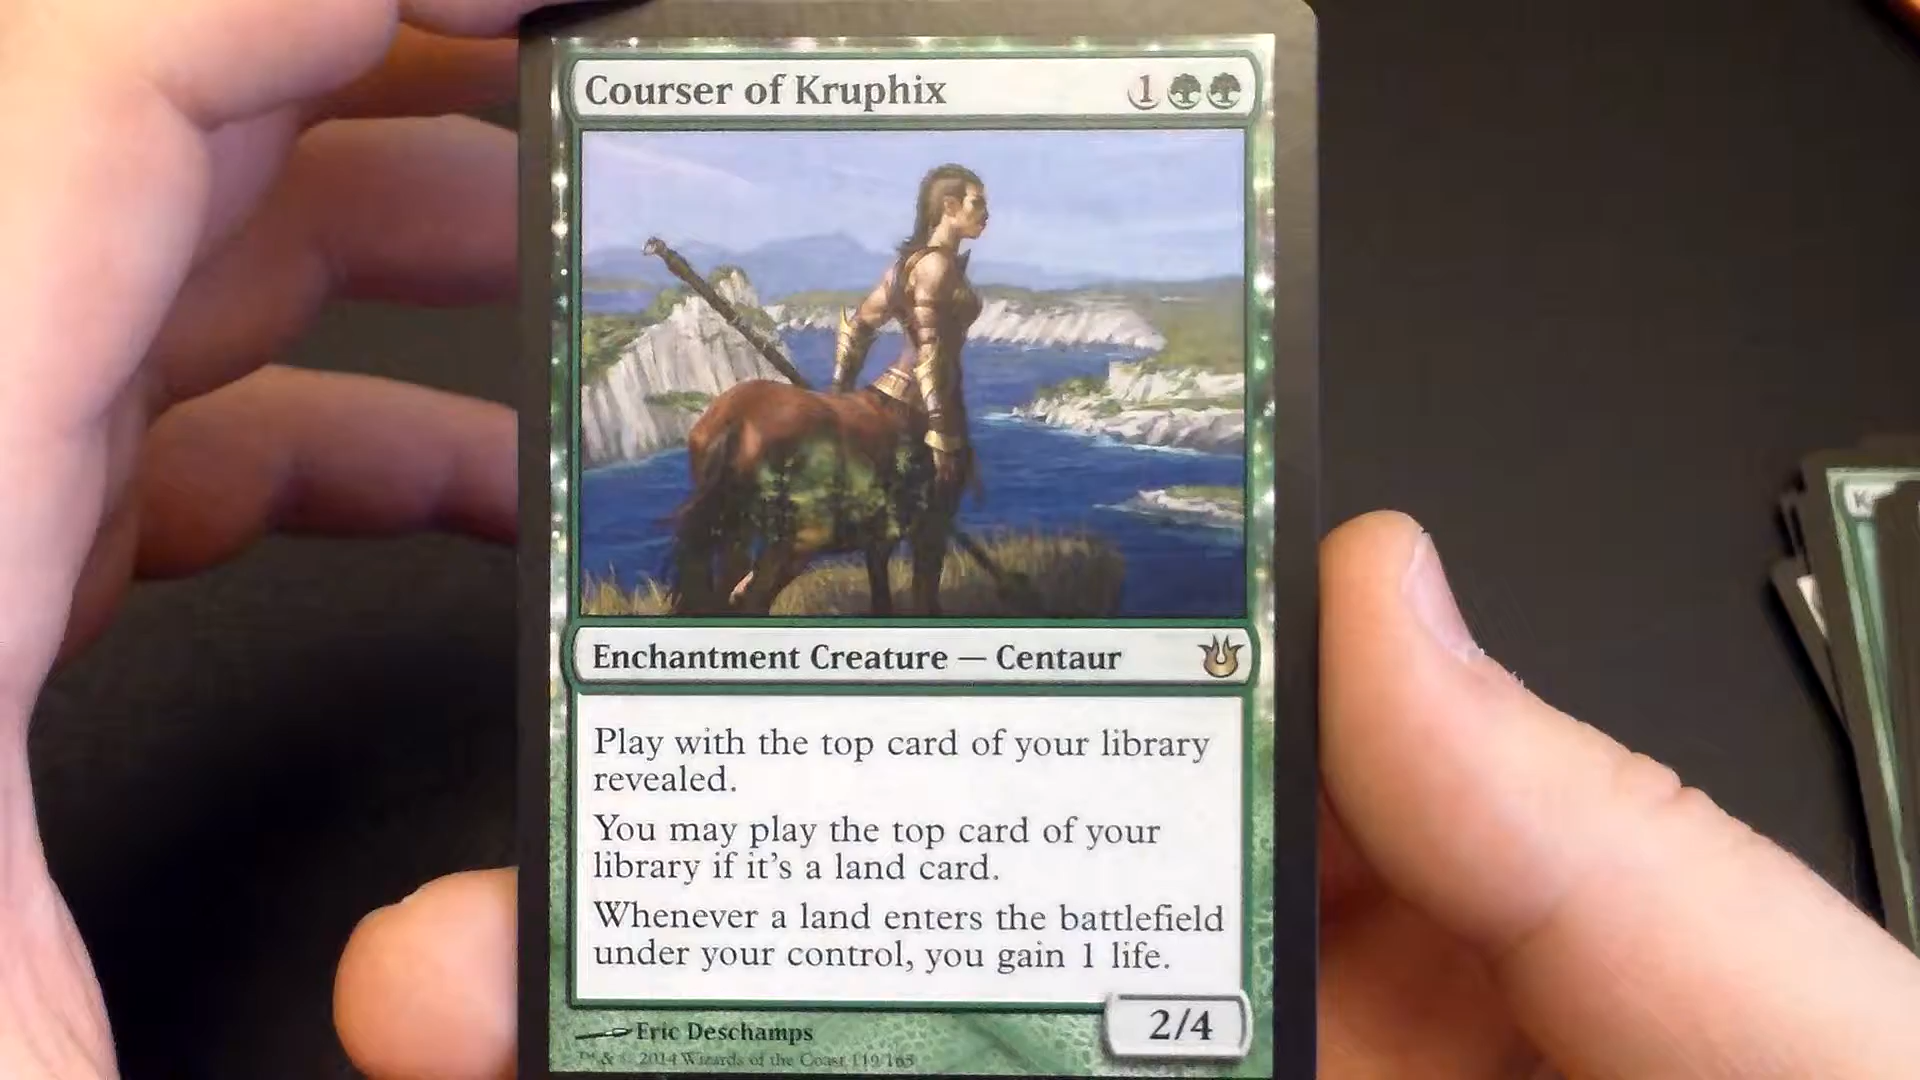 Courser of Kruphix 1
Enchantment Creature — Centaur
Play with the top card of your library
revealed.
You may play the top card of your
library if it's a land card.
Whenever a land enters the battlefield
under your control, you gain 1 life.
2/4
Eric Deschamps
™ & © 2014 Wizards of the Coast 119/165
K